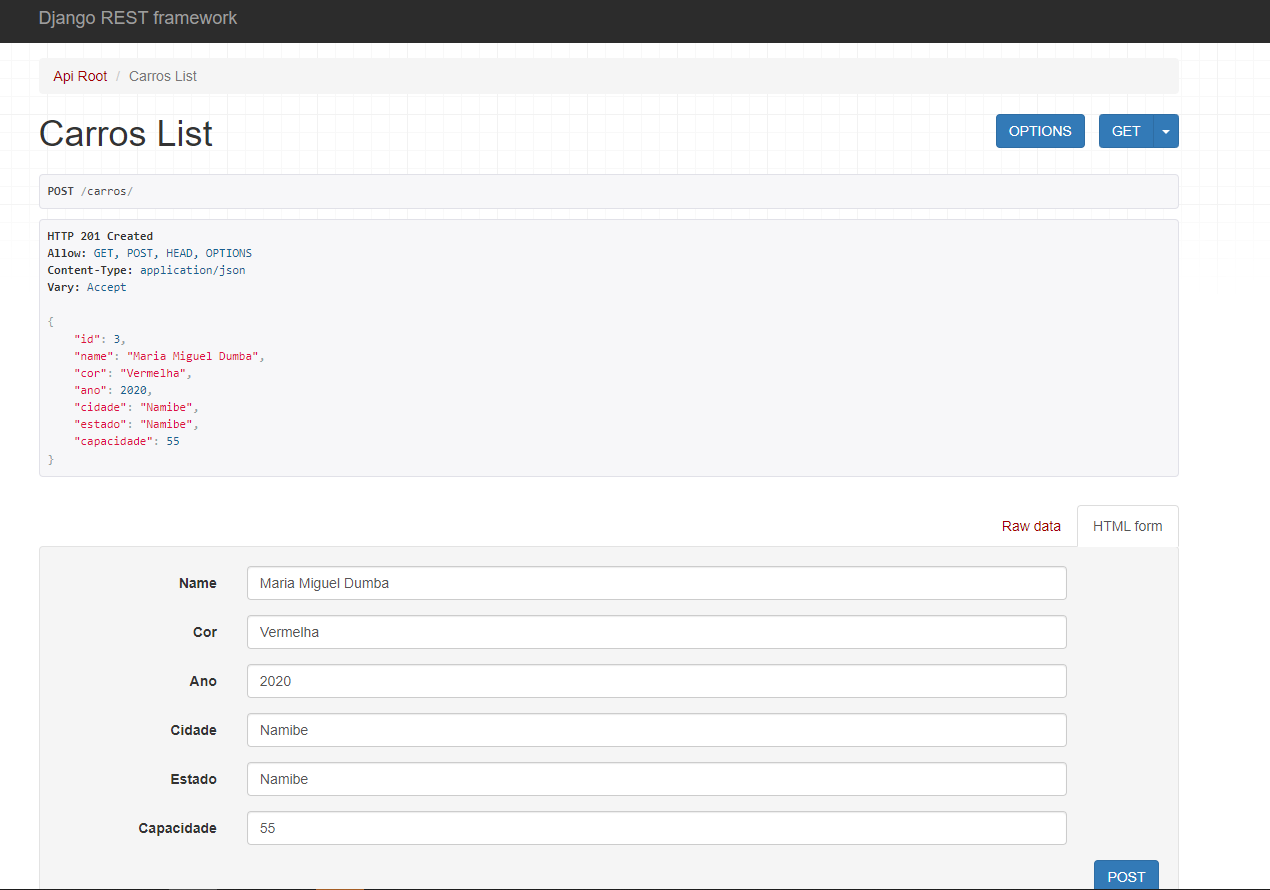 Django REST framework
Api Root / Carros List
Carros List
OPTIONS
GET
POST /carros/
HTTP 201 Created
Allow: GET, POST, HEAD, OPTIONS
Content-Type: application/json
Vary: Accept
{
    "id": 3,
    "name": "Maria Miguel Dumba",
    "cor": "Vermelha",
    "ano": 2020,
    "cidade": "Namibe",
    "estado": "Namibe",
    "capacidade": 55
}
Raw data
HTML form
Name Maria Miguel Dumba
Cor Vermelha
Ano 2020
Cidade Namibe
Estado Namibe
Capacidade 55
POST